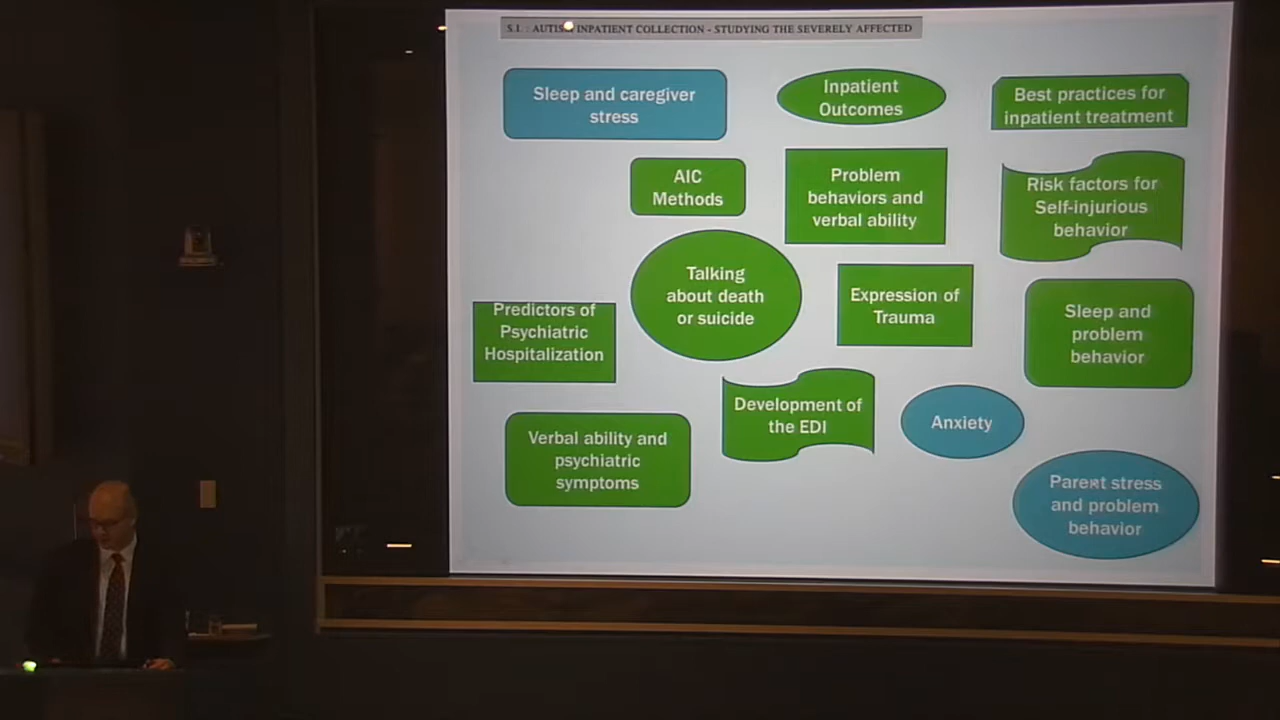 S.I. : AUTISM INPATIENT COLLECTION - STUDYING THE SEVERELY AFFECTED
Sleep and caregiver
stress
Inpatient
Outcomes
Best practices for
inpatient treatment
AIC
Methods
Problem
behaviors and
verbal ability
Risk factors for
Self-injurious
behavior
Talking
about death
or suicide
Expression of
Trauma
Sleep and
problem
behavior
Predictors of
Psychiatric
Hospitalization
Development of
the EDI
Anxiety
Verbal ability and
psychiatric
symptoms
Parent stress
and problem
behavior